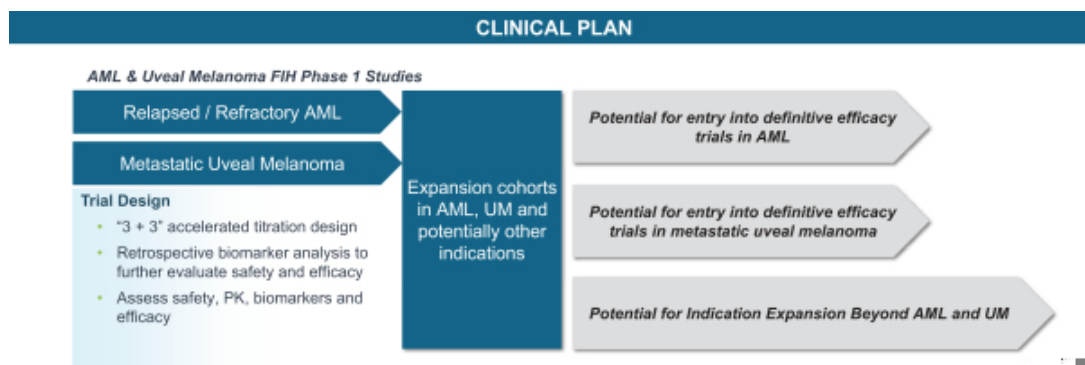 CLINICAL PLAN
AML & Uveal Melanoma FIH Phase 1 Studies
Relapsed / Refractory AML
Metastatic Uveal Melanoma
Trial Design
• "3 + 3" accelerated titration design
• Retrospective biomarker analysis to
further evaluate safety and efficacy
• Assess safety, PK, biomarkers and
efficacy
Expansion cohorts
in AML, UM and
potentially other
indications
Potential for entry into definitive efficacy
trials in AML
Potential for entry into definitive efficacy
trials in metastatic uveal melanoma
Potential for Indication Expansion Beyond AML and UM